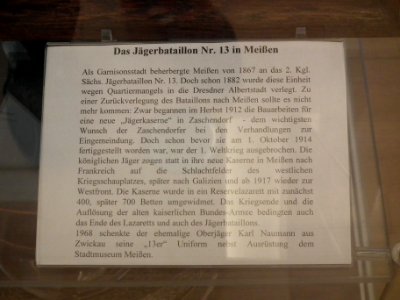 Das Jägerbataillon Nr. 13 in Meißen
Als Garnisonsstadt beherbergte Meißen von 1867 an das 2. Kgl.
Sächs. Jägerbataillon Nr. 13. Doch schon 1882 wurde diese Einheit
wegen Quartiermangels in die Dresdner Albertstadt verlegt. Zu
einer Zurückverlegung des Bataillons nach Meißen sollte es nicht
mehr kommen: Zwar begannen im Herbst 1912 die Bauarbeiten für
eine neue „Jägerkaserne" in Zaschendorf - dem wichtigsten
Wunsch der Zaschendorfer bei den Verhandlungen zur
Eingemeindung. Doch schon bevor sie am 1. Oktober 1914
fertiggestellt worden war, war der 1. Weltkrieg ausgebrochen. Die
königlichen Jäger zogen statt in ihre neue Kaserne in Meißen nach
Frankreich auf die Schlachtfelder des westlichen
Kriegsschauplatzes, später nach Galizien und ab 1917 wieder zur
Westfront. Die Kaserne wurde in ein Reservelazarett mit zunächst
400, später 700 Betten umgewidmet. Das Kriegsende und die
Auflösung der alten kaiserlichen Bundes-Armee bedingten auch
das Ende des Lazaretts und auch des Jägerbataillons.
1968 schenkte der ehemalige Oberjäger Karl Naumann aus
Zwickau seine „13er" Uniform nebst Ausrüstung dem
Stadtmuseum Meißen.